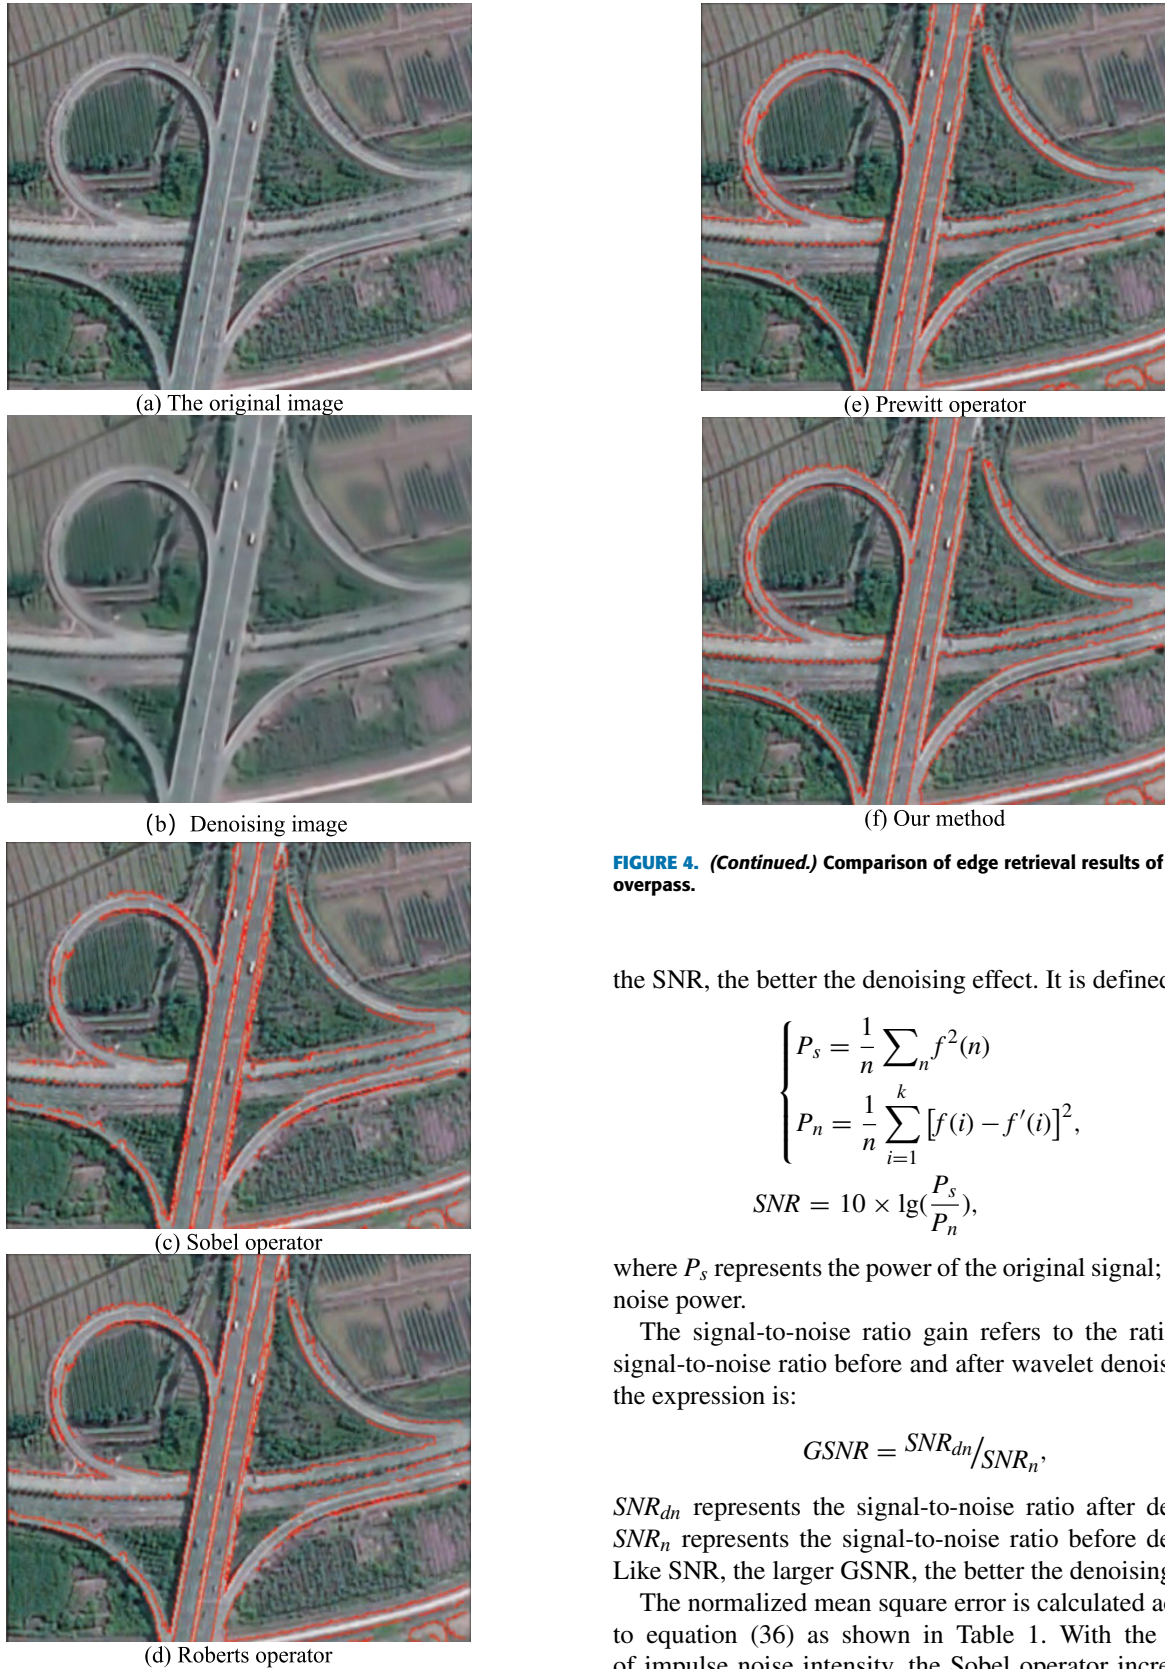 (a) The original image
(b) Denoising image
(c) Sobel operator
(d) Roberts operator
(e) Prewitt operator
(f) Our method
FIGURE 4. (Continued.) Comparison of edge retrieval results of
overpass.
the SNR, the better the denoising effect. It is defined
P_s = 1/n ∑_n f²(n)
P_n = 1/n ∑_{i=1}^{k} [f(i) − f′(i)]²,
SNR = 10 × lg(P_s/P_n),
where P_s represents the power of the original signal;
noise power.
The signal-to-noise ratio gain refers to the rati
signal-to-noise ratio before and after wavelet denois
the expression is:
GSNR = SNR_dn/SNR_n,
SNR_dn represents the signal-to-noise ratio after de
SNR_n represents the signal-to-noise ratio before de
Like SNR, the larger GSNR, the better the denoising
The normalized mean square error is calculated a
to equation (36) as shown in Table 1. With the
of impulse noise intensity, the Sobel operator incre